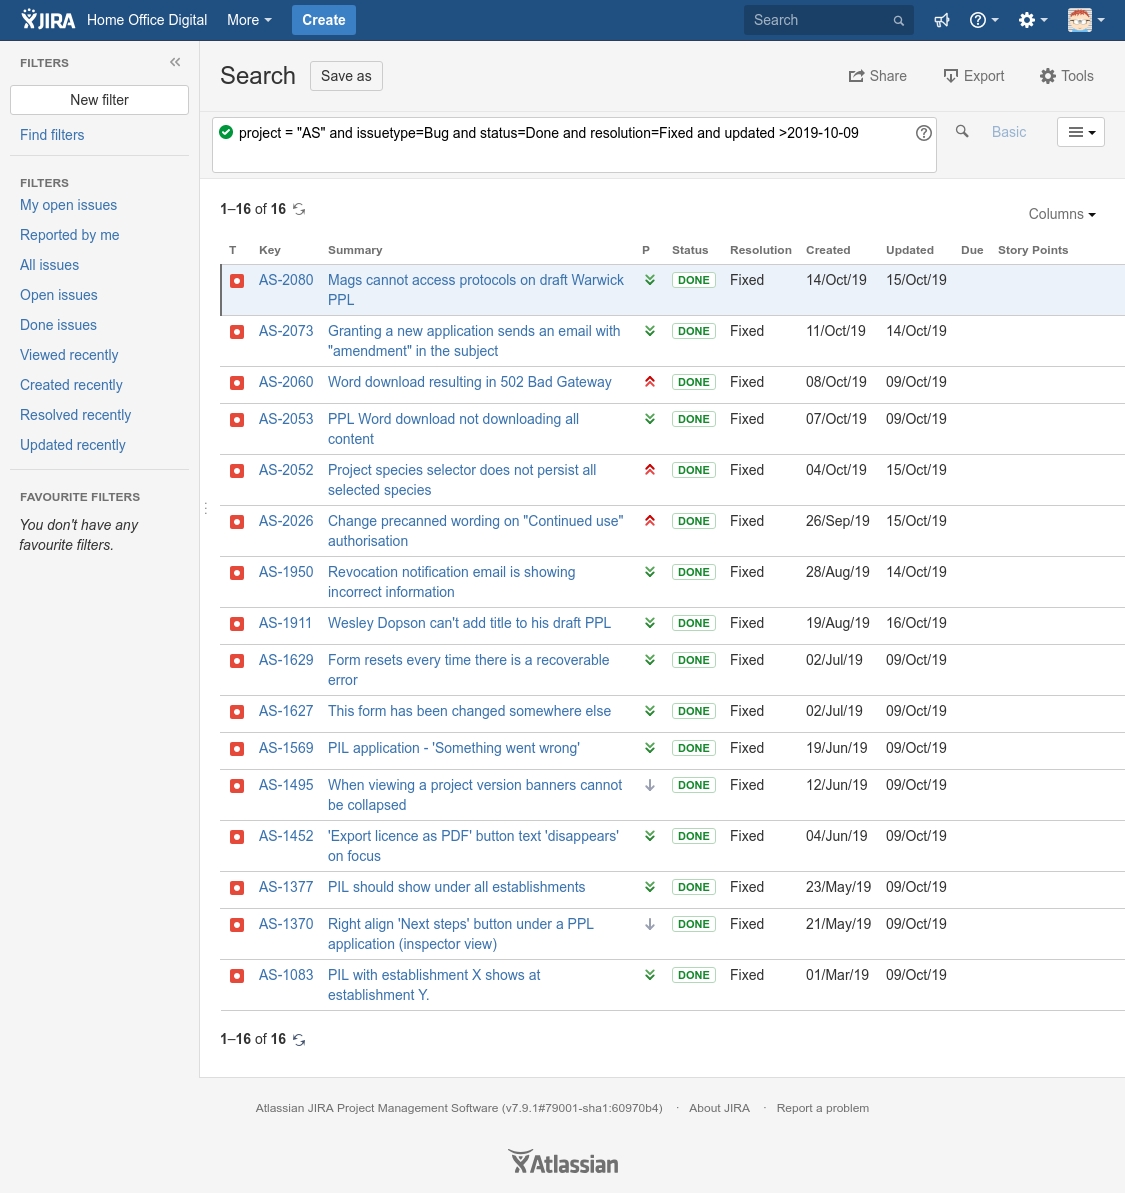 JIRA Home Office Digital More Create Search
FILTERS
New filter
Find filters
FILTERS
My open issues
Reported by me
All issues
Open issues
Done issues
Viewed recently
Created recently
Resolved recently
Updated recently
FAVOURITE FILTERS
You don't have any
favourite filters.
Search Save as Share Export Tools
project = "AS" and issuetype=Bug and status=Done and resolution=Fixed and updated >2019-10-09 Basic
1–16 of 16
Columns
T Key Summary P Status Resolution Created Updated Due Story Points
AS-2080 Mags cannot access protocols on draft Warwick DONE Fixed 14/Oct/19 15/Oct/19
PPL
AS-2073 Granting a new application sends an email with DONE Fixed 11/Oct/19 14/Oct/19
"amendment" in the subject
AS-2060 Word download resulting in 502 Bad Gateway DONE Fixed 08/Oct/19 09/Oct/19
AS-2053 PPL Word download not downloading all DONE Fixed 07/Oct/19 09/Oct/19
content
AS-2052 Project species selector does not persist all DONE Fixed 04/Oct/19 15/Oct/19
selected species
AS-2026 Change precanned wording on "Continued use" DONE Fixed 26/Sep/19 15/Oct/19
authorisation
AS-1950 Revocation notification email is showing DONE Fixed 28/Aug/19 14/Oct/19
incorrect information
AS-1911 Wesley Dopson can't add title to his draft PPL DONE Fixed 19/Aug/19 16/Oct/19
AS-1629 Form resets every time there is a recoverable DONE Fixed 02/Jul/19 09/Oct/19
error
AS-1627 This form has been changed somewhere else DONE Fixed 02/Jul/19 09/Oct/19
AS-1569 PIL application - 'Something went wrong' DONE Fixed 19/Jun/19 09/Oct/19
AS-1495 When viewing a project version banners cannot DONE Fixed 12/Jun/19 09/Oct/19
be collapsed
AS-1452 'Export licence as PDF' button text 'disappears' DONE Fixed 04/Jun/19 09/Oct/19
on focus
AS-1377 PIL should show under all establishments DONE Fixed 23/May/19 09/Oct/19
AS-1370 Right align 'Next steps' button under a PPL DONE Fixed 21/May/19 09/Oct/19
application (inspector view)
AS-1083 PIL with establishment X shows at DONE Fixed 01/Mar/19 09/Oct/19
establishment Y.
1–16 of 16
Atlassian JIRA Project Management Software (v7.9.1#79001-sha1:60970b4) · About JIRA · Report a problem
Atlassian